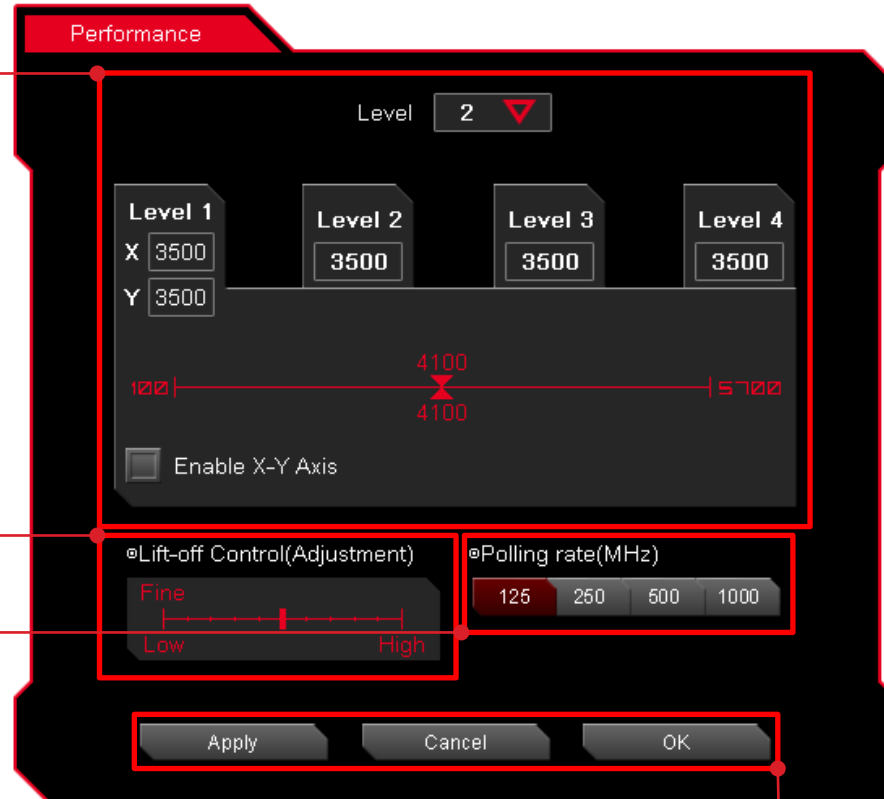 Performance
Level 2
Level 1
X 3500
Y 3500
Level 2
3500
Level 3
3500
Level 4
3500
4100
100 5700
4100
Enable X-Y Axis
Lift-off Control(Adjustment)
Fine
Low High
Polling rate(MHz)
125 250 500 1000
Apply Cancel OK